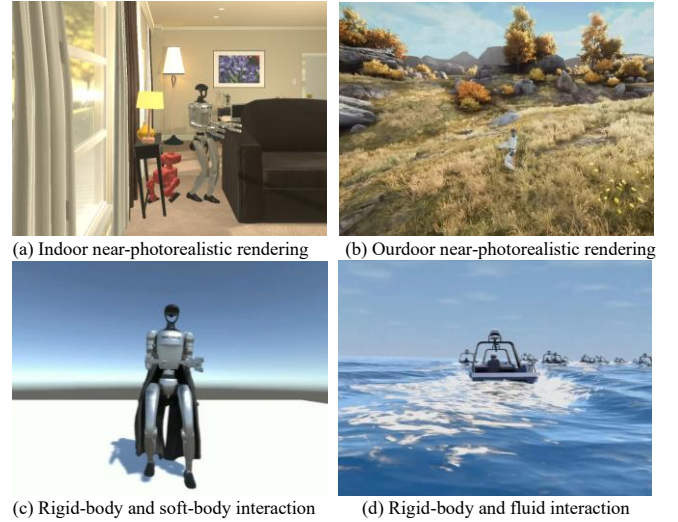 (a) Indoor near-photorealistic rendering
(b) Ourdoor near-photorealistic rendering
(c) Rigid-body and soft-body interaction
(d) Rigid-body and fluid interaction